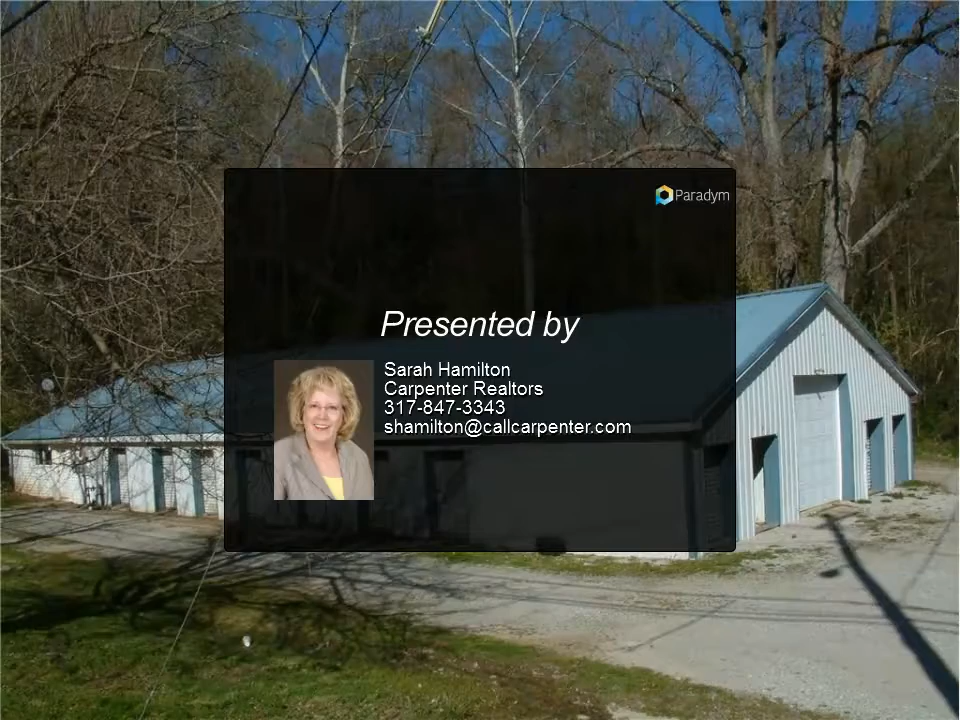 Paradym
Presented by
Sarah Hamilton
Carpenter Realtors
317-847-3343
shamilton@callcarpenter.com